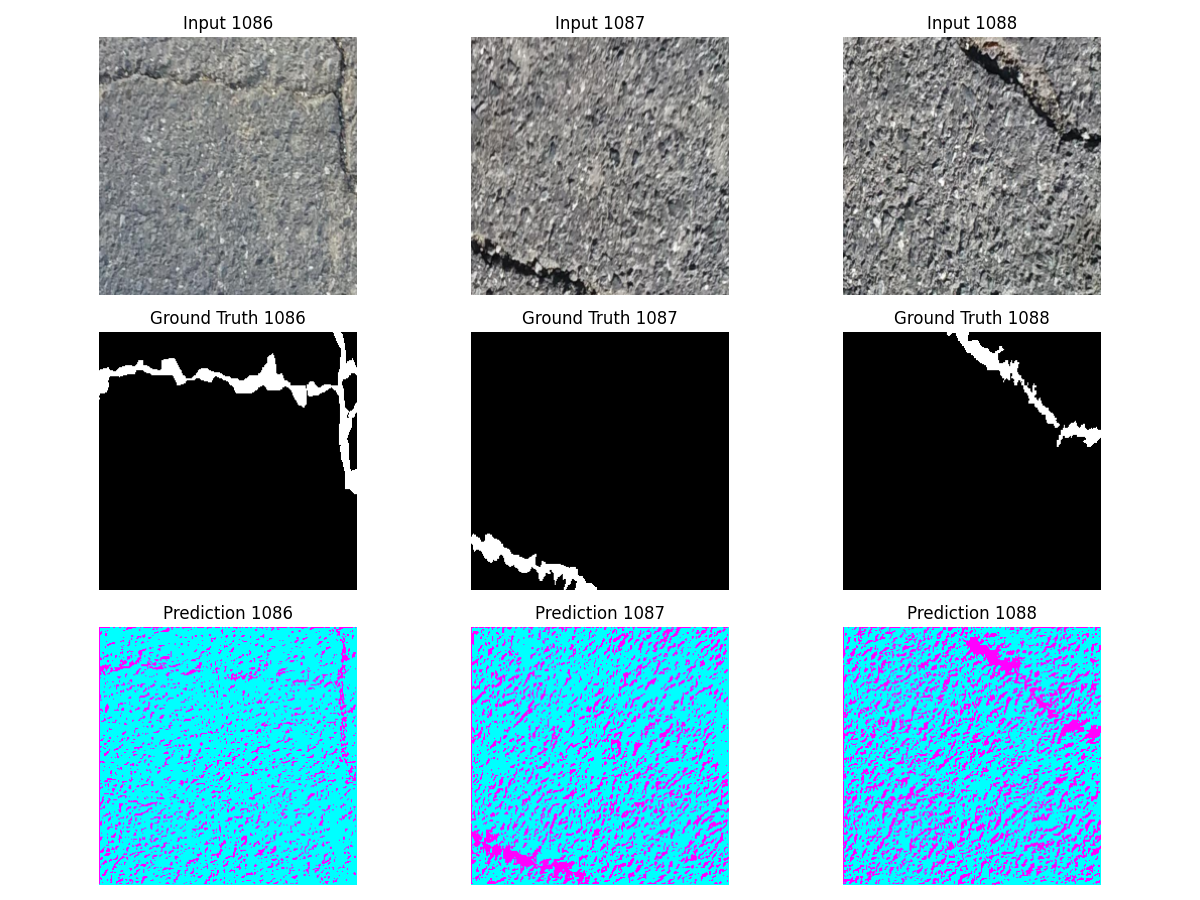 Input 1086
Input 1087
Input 1088
Ground Truth 1086
Ground Truth 1087
Ground Truth 1088
Prediction 1086
Prediction 1087
Prediction 1088